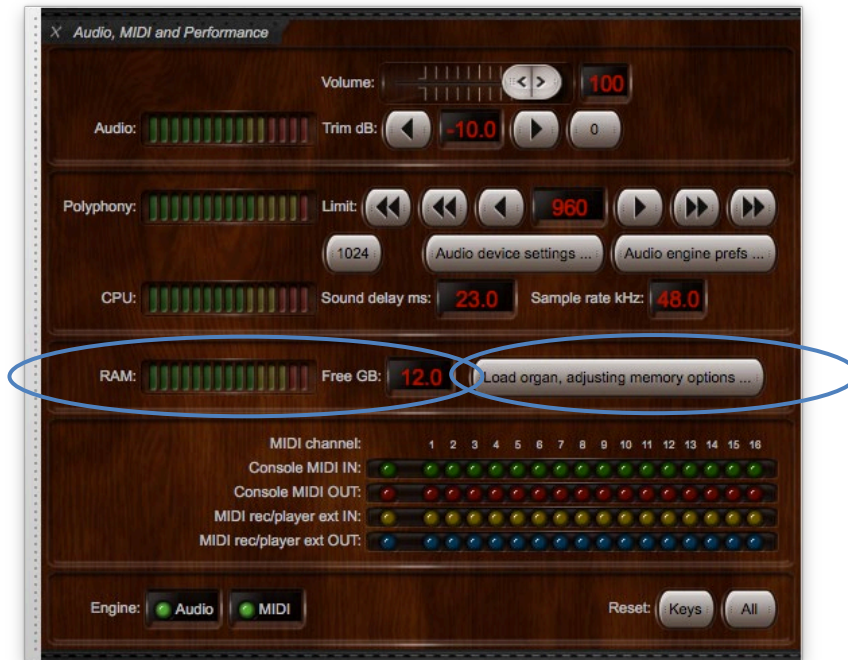 X Audio, MIDI and Performance
Volume: < > 100
Audio: Trim dB: -10.0 0
Polyphony: Limit: 960
1024 Audio device settings ... Audio engine prefs ...
CPU: Sound delay ms: 23.0 Sample rate kHz: 48.0
RAM: Free GB: 12.0 Load organ, adjusting memory options ...
MIDI channel: 1 2 3 4 5 6 7 8 9 10 11 12 13 14 15 16
Console MIDI IN:
Console MIDI OUT:
MIDI rec/player ext IN:
MIDI rec/player ext OUT:
Engine: Audio MIDI Reset: Keys All